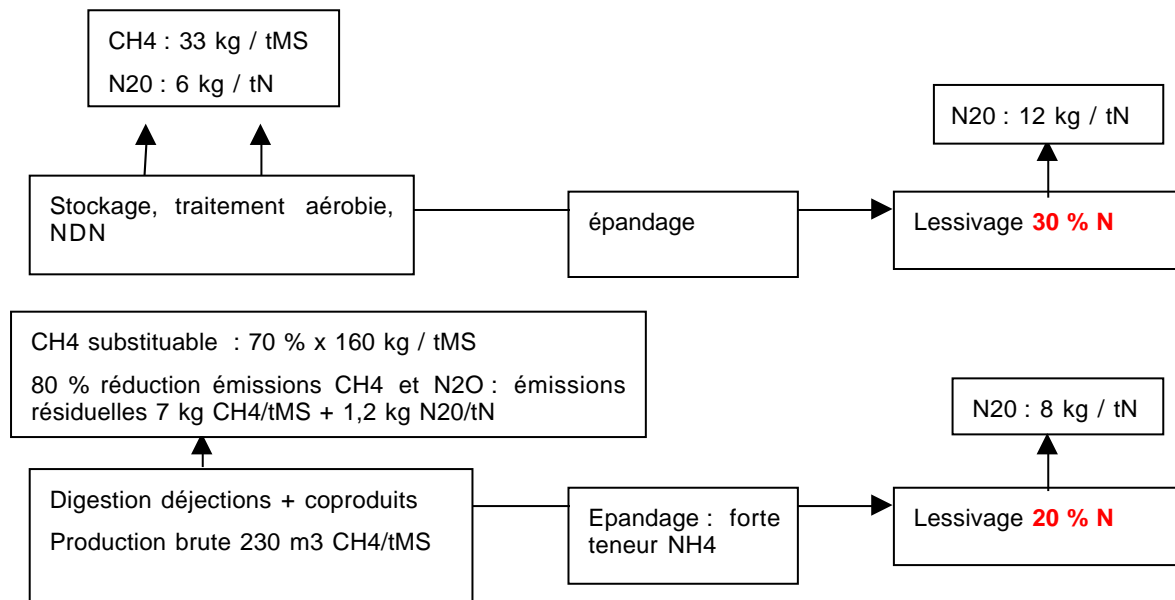 CH4 : 33 kg / tMS
N20 : 6 kg / tN
N20 : 12 kg / tN
Stockage, traitement aérobie,
NDN
épandage
Lessivage 30 % N
CH4 substituable : 70 % x 160 kg / tMS
80 % réduction émissions CH4 et N2O : émissions
résiduelles 7 kg CH4/tMS + 1,2 kg N20/tN
N20 : 8 kg / tN
Digestion déjections + coproduits
Production brute 230 m3 CH4/tMS
Epandage : forte
teneur NH4
Lessivage 20 % N